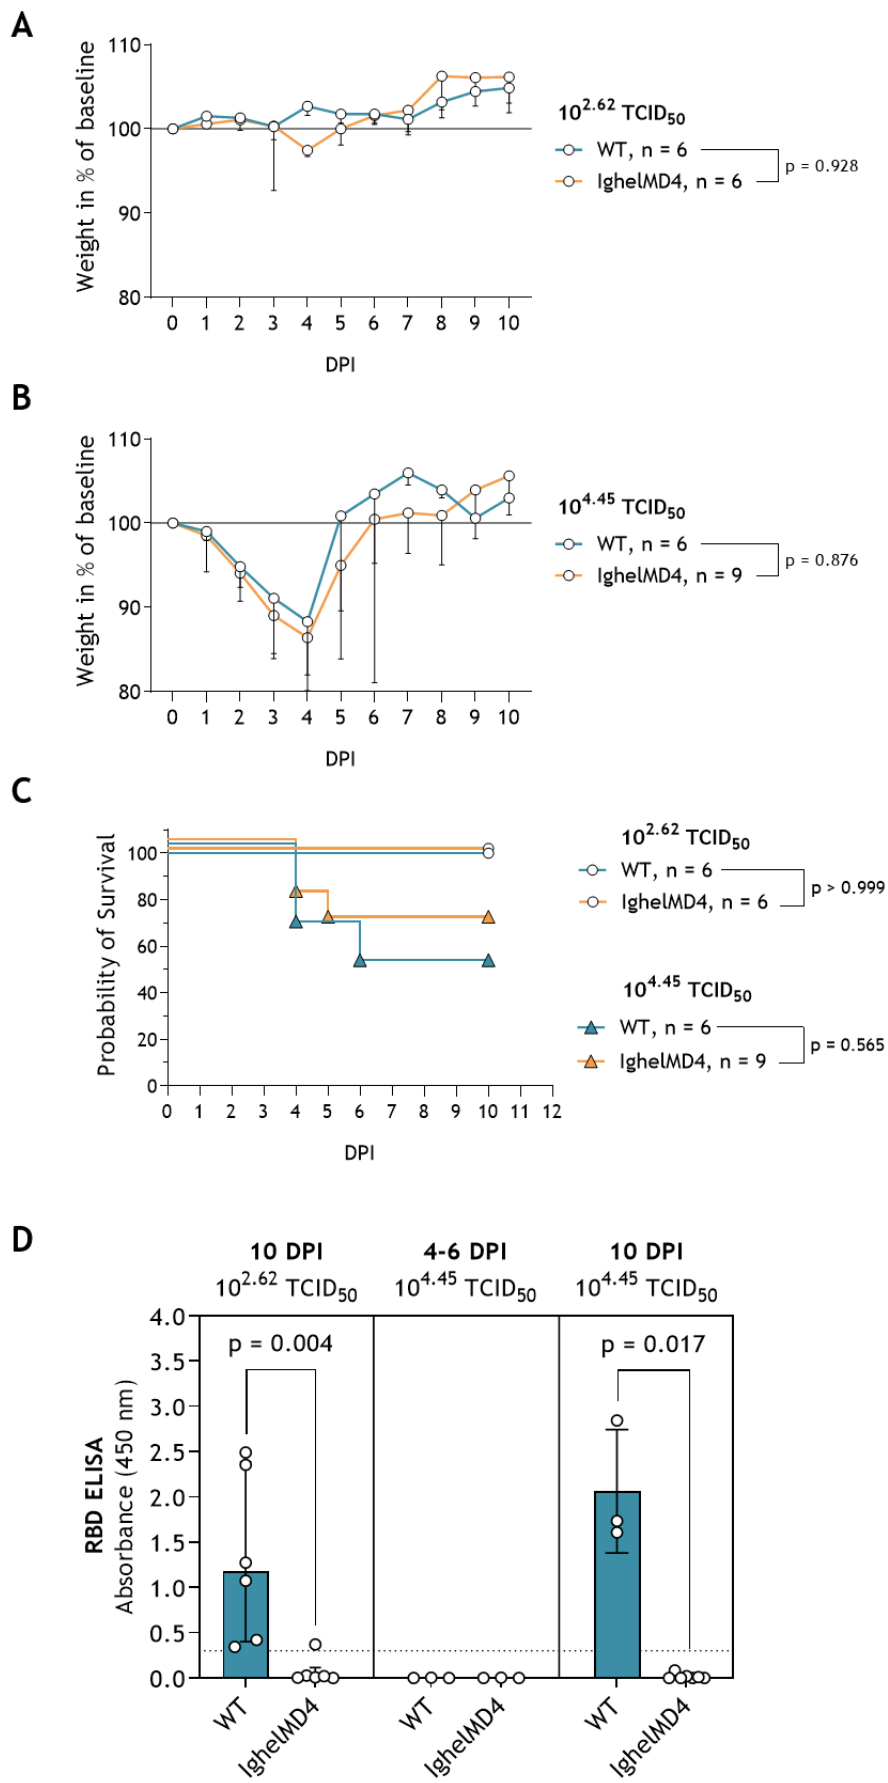 A
Weight in % of baseline
110
100
90
80
0 1 2 3 4 5 6 7 8 9 10
DPI
10^2.62 TCID50
WT, n = 6
IghelMD4, n = 6
p = 0.928
B
Weight in % of baseline
110
100
90
80
0 1 2 3 4 5 6 7 8 9 10
DPI
10^4.45 TCID50
WT, n = 6
IghelMD4, n = 9
p = 0.876
C
Probability of Survival
100
80
60
40
20
0
0 1 2 3 4 5 6 7 8 9 10 11 12
DPI
10^2.62 TCID50
WT, n = 6
IghelMD4, n = 6
p > 0.999
10^4.45 TCID50
WT, n = 6
IghelMD4, n = 9
p = 0.565
D
10 DPI
10^2.62 TCID50
4-6 DPI
10^4.45 TCID50
10 DPI
10^4.45 TCID50
RBD ELISA
Absorbance (450 nm)
4.0
3.5
3.0
2.5
2.0
1.5
1.0
0.5
0.0
p = 0.004
p = 0.017
WT
IghelMD4
WT
IghelMD4
WT
IghelMD4